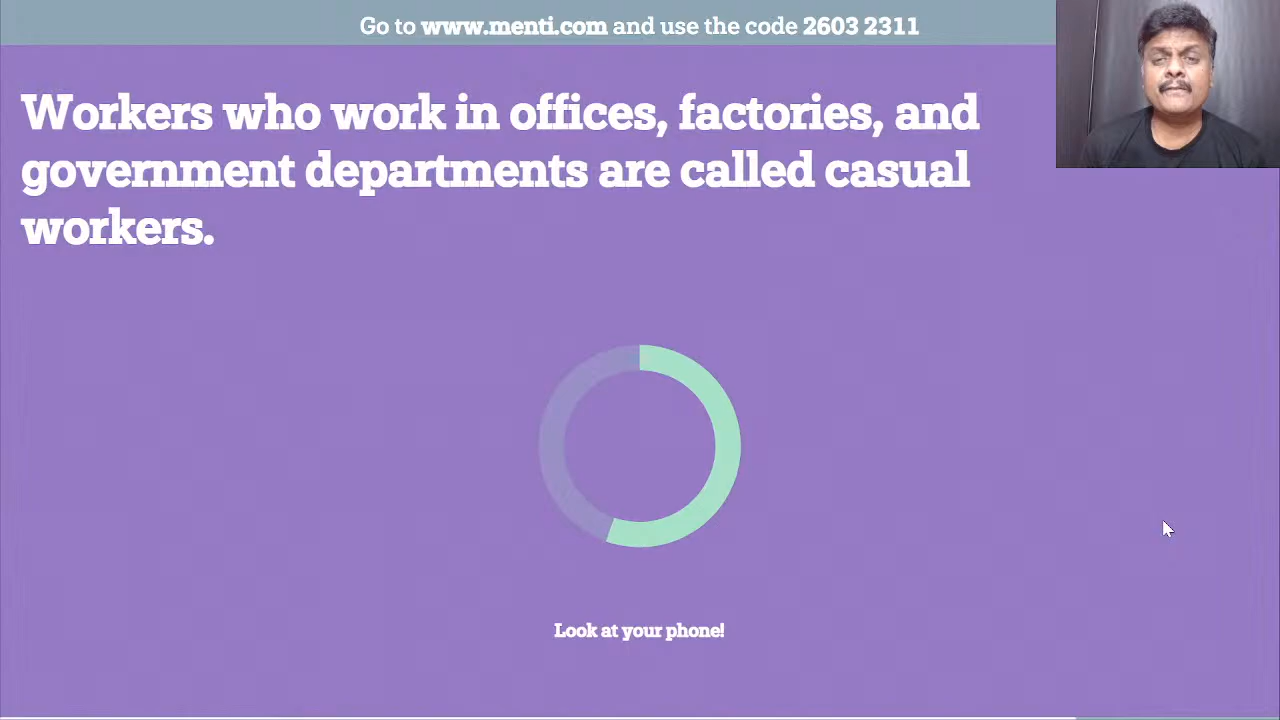 Go to www.menti.com and use the code 2603 2311
Workers who work in offices, factories, and
government departments are called casual
workers.
Look at your phone!